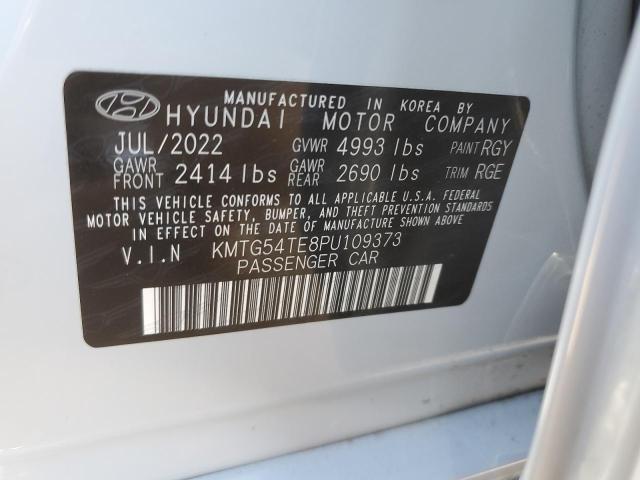 MANUFACTURED IN KOREA BY
HYUNDAI MOTOR COMPANY
JUL/2022 GVWR 4993 lbs PAINT RGY
GAWR FRONT 2414 lbs GAWR REAR 2690 lbs TRIM RGE
THIS VEHICLE CONFORMS TO ALL APPLICABLE U.S.A. FEDERAL
MOTOR VEHICLE SAFETY, BUMPER, AND THEFT PREVENTION STANDARDS
IN EFFECT ON THE DATE OF MANUFACTURE SHOWN ABOVE.
V.I.N KMTG54TE8PU109373
PASSENGER CAR